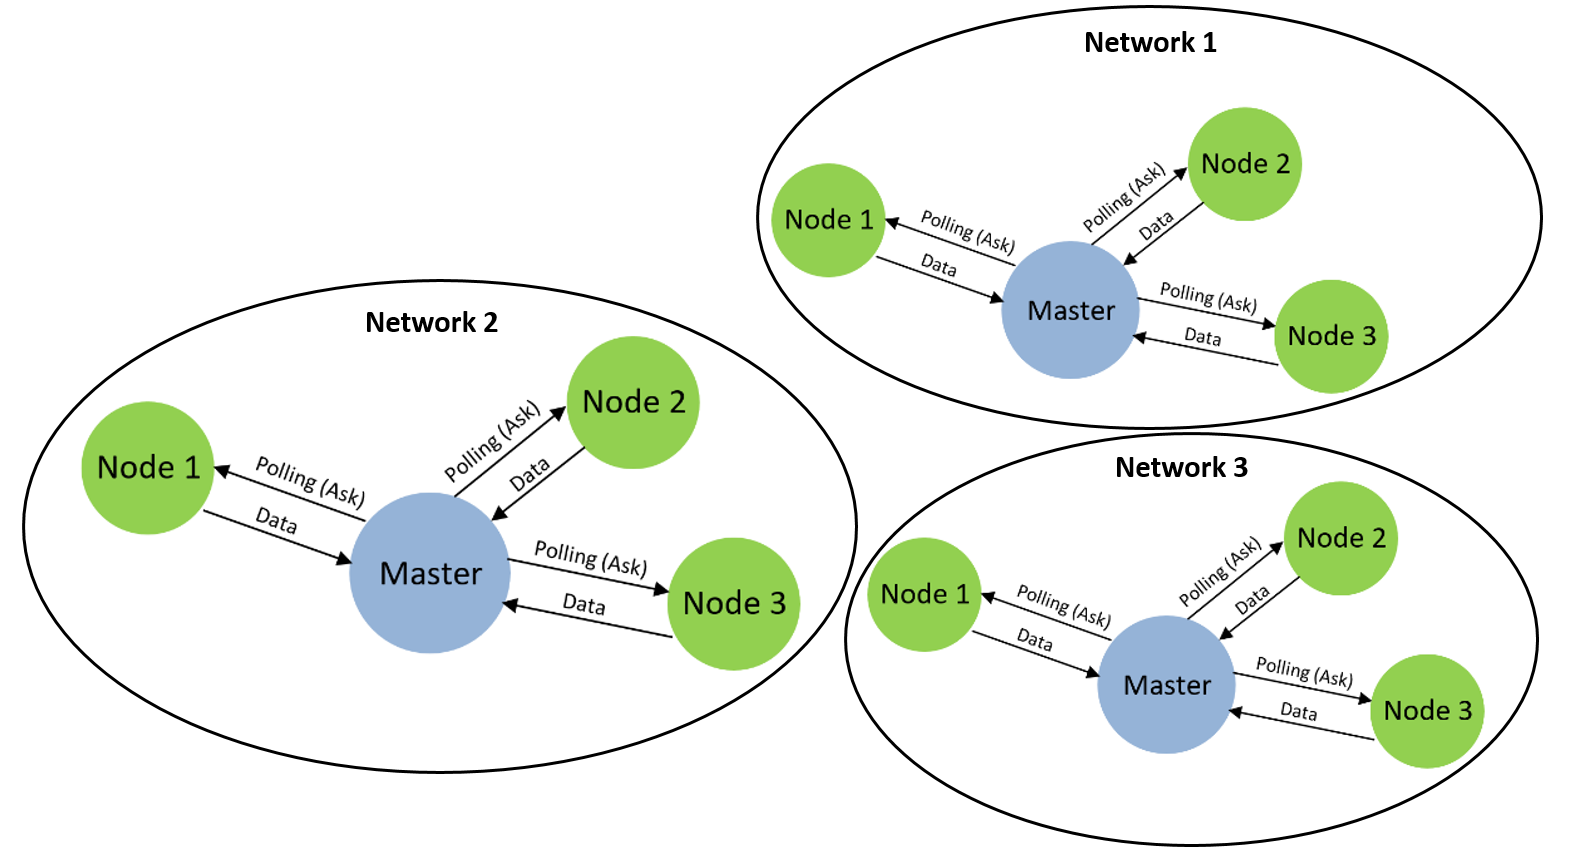 Network 1
Node 2
Polling (Ask)
Data
Node 1
Polling (Ask)
Data
Master
Polling (Ask)
Data
Node 3
Network 2
Node 2
Polling (Ask)
Data
Node 1
Polling (Ask)
Data
Master
Polling (Ask)
Data
Node 3
Network 3
Node 2
Polling (Ask)
Data
Node 1
Polling (Ask)
Data
Master
Polling (Ask)
Data
Node 3